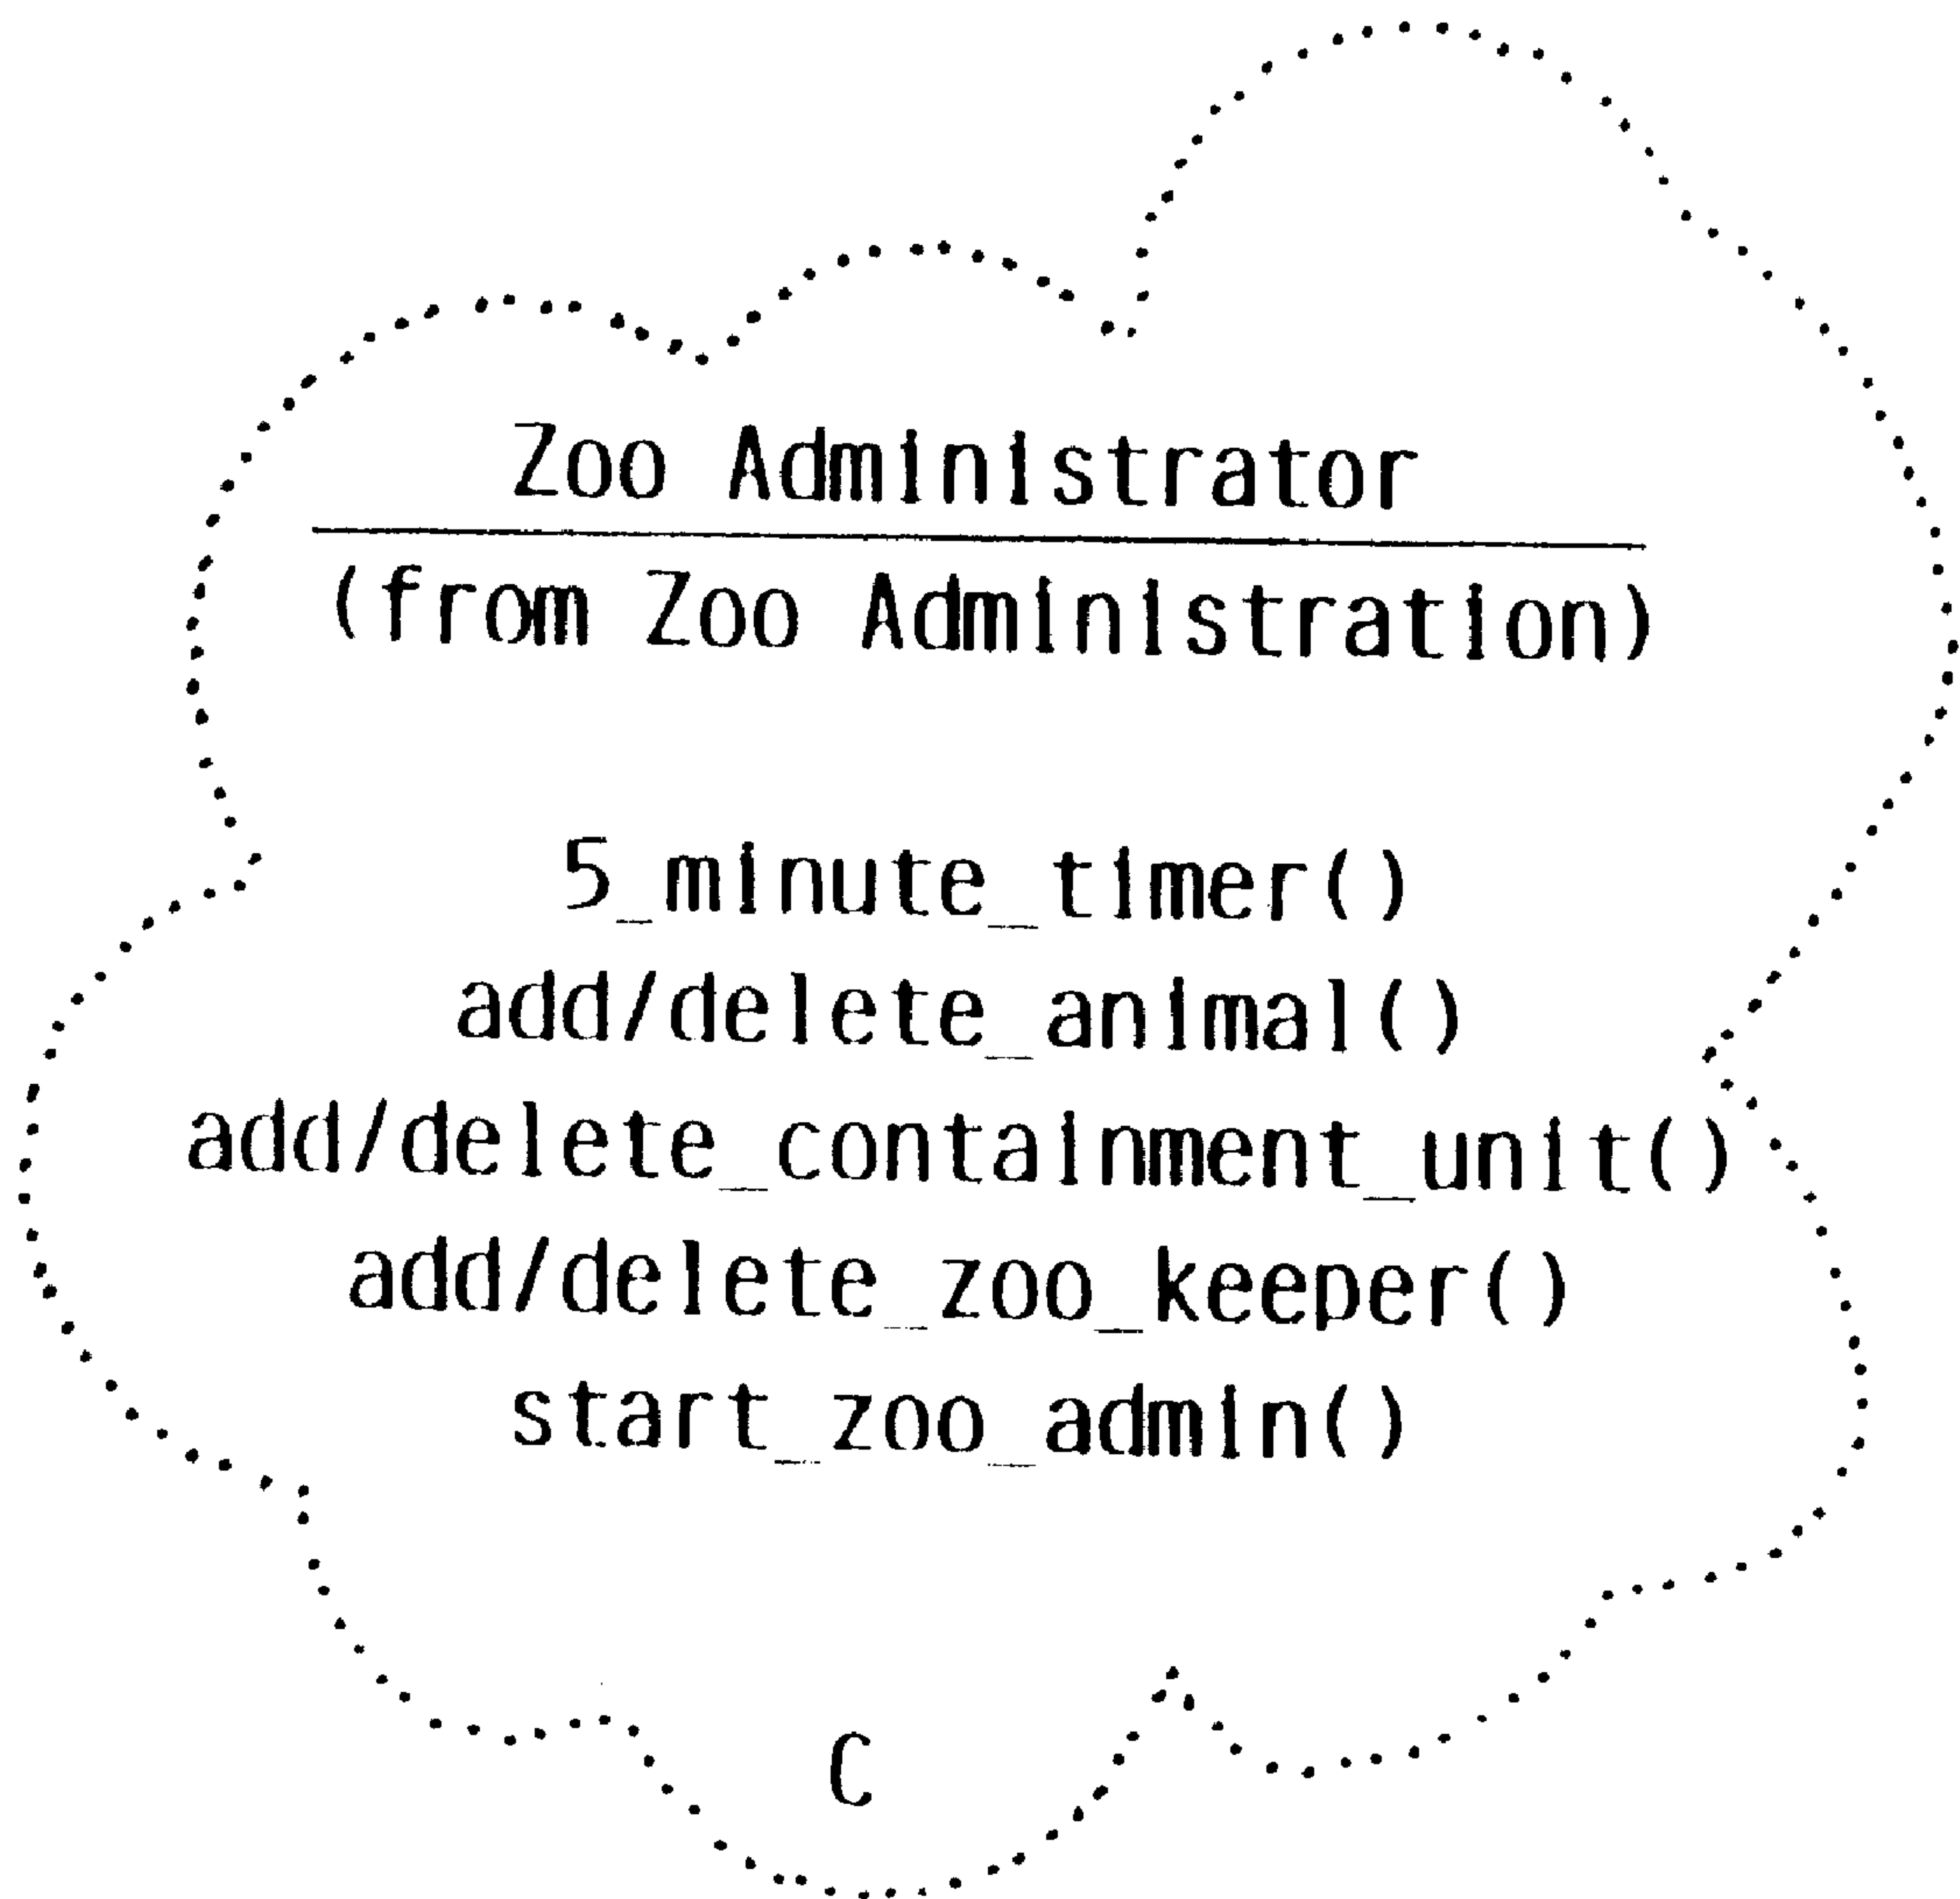 Zoo Administrator
(from Zoo Administration)
5_minute_timer()
add/delete_animal()
add/delete_containment_unit()
add/delete_zoo_keeper()
start_zoo_admin()
C